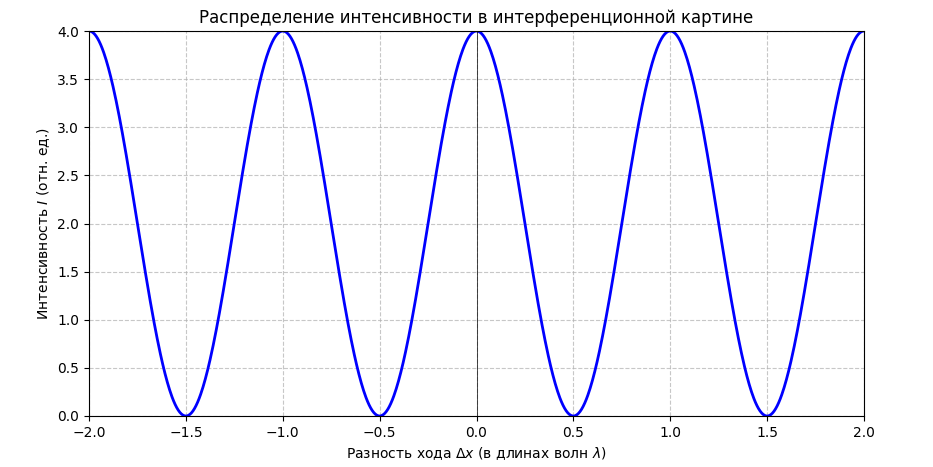 Распределение интенсивности в интерференционной картине
Интенсивность I (отн. ед.)
4.0
3.5
3.0
2.5
2.0
1.5
1.0
0.5
0.0
−2.0 −1.5 −1.0 −0.5 0.0 0.5 1.0 1.5 2.0
Разность хода Δx (в длинах волн λ)